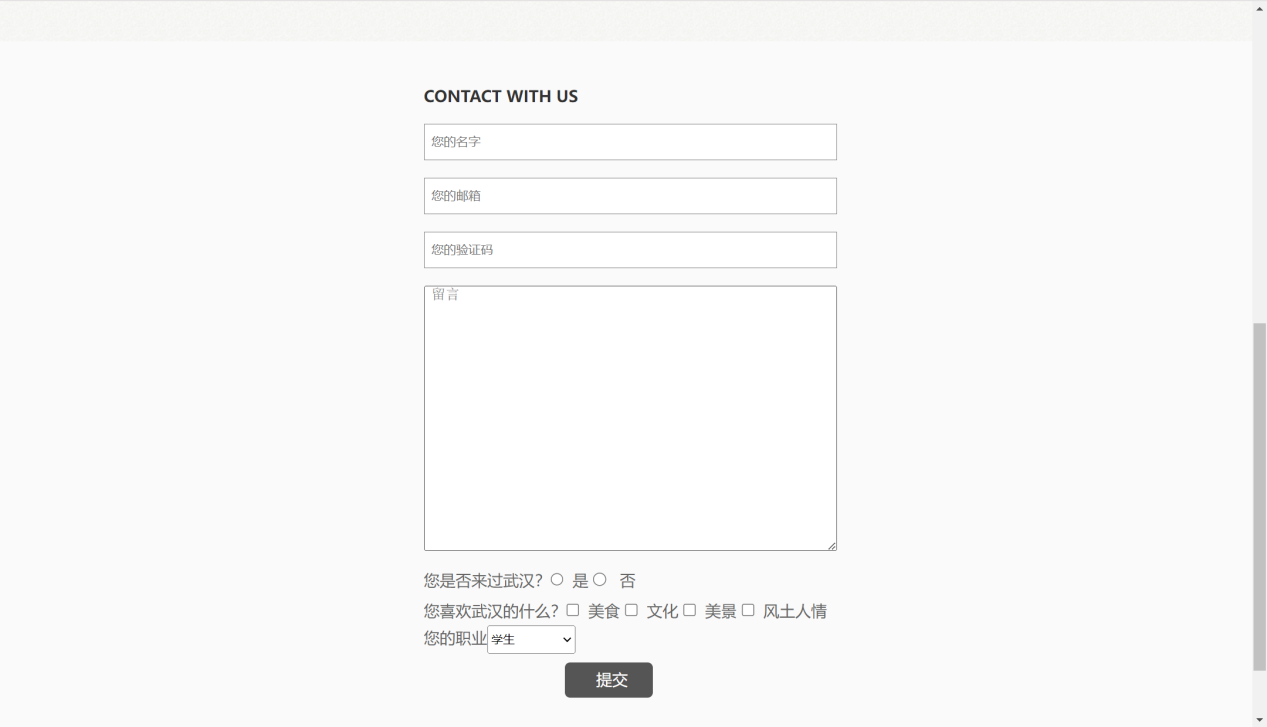 CONTACT WITH US
您的名字
您的邮箱
您的验证码
留言
您是否来过武汉? 是 否
您喜欢武汉的什么? 美食 文化 美景 风土人情
您的职业 学生
提交